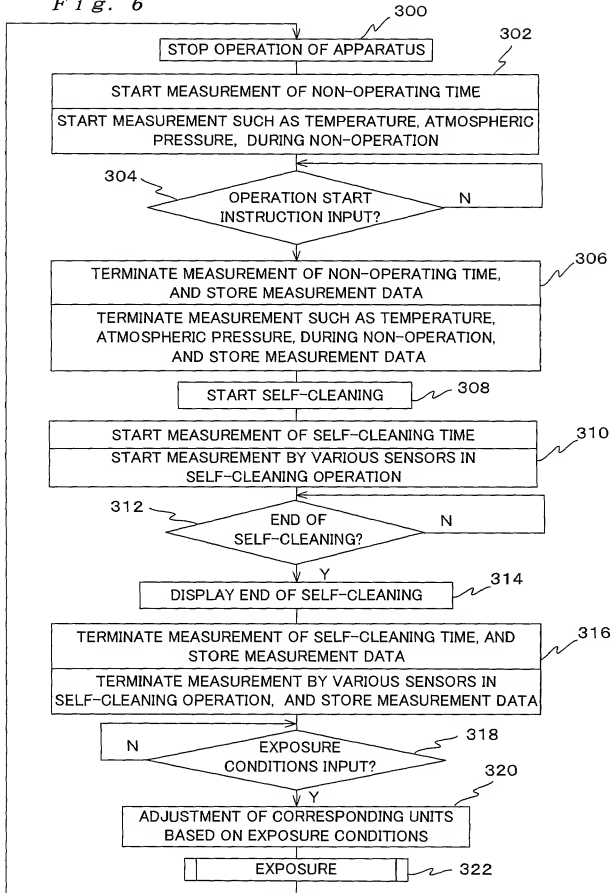 Fig. 6
300
STOP OPERATION OF APPARATUS
302
START MEASUREMENT OF NON-OPERATING TIME
START MEASUREMENT SUCH AS TEMPERATURE, ATMOSPHERIC
PRESSURE, DURING NON-OPERATION
304
OPERATION START
INSTRUCTION INPUT?
N
306
TERMINATE MEASUREMENT OF NON-OPERATING TIME,
AND STORE MEASUREMENT DATA
TERMINATE MEASUREMENT SUCH AS TEMPERATURE,
ATMOSPHERIC PRESSURE, DURING NON-OPERATION,
AND STORE MEASUREMENT DATA
START SELF-CLEANING
308
START MEASUREMENT OF SELF-CLEANING TIME
310
START MEASUREMENT BY VARIOUS SENSORS IN
SELF-CLEANING OPERATION
312
END OF
SELF-CLEANING?
N
Y
314
DISPLAY END OF SELF-CLEANING
TERMINATE MEASUREMENT OF SELF-CLEANING TIME, AND
STORE MEASUREMENT DATA
316
TERMINATE MEASUREMENT BY VARIOUS SENSORS IN
SELF-CLEANING OPERATION, AND STORE MEASUREMENT DATA
318
N
EXPOSURE
CONDITIONS INPUT?
Y
320
ADJUSTMENT OF CORRESPONDING UNITS
BASED ON EXPOSURE CONDITIONS
EXPOSURE
322